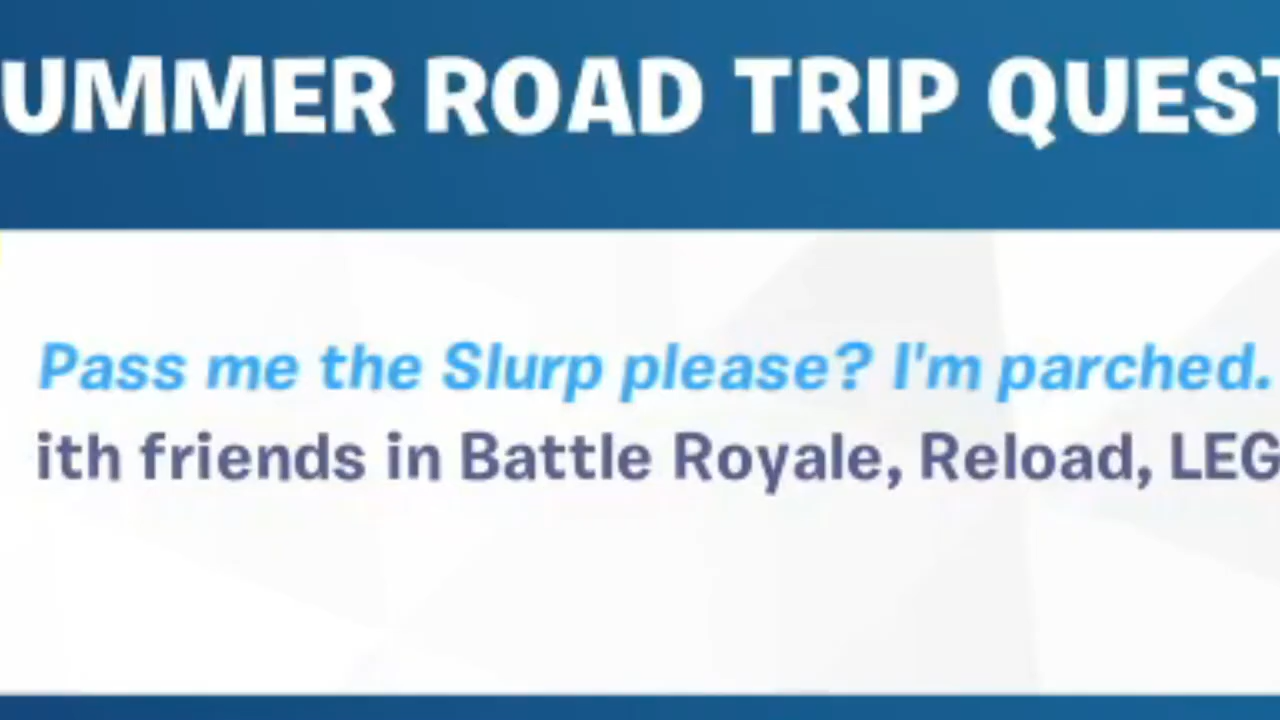 UMMER ROAD TRIP QUEST
Pass me the Slurp please? I'm parched.
ith friends in Battle Royale, Reload, LEG